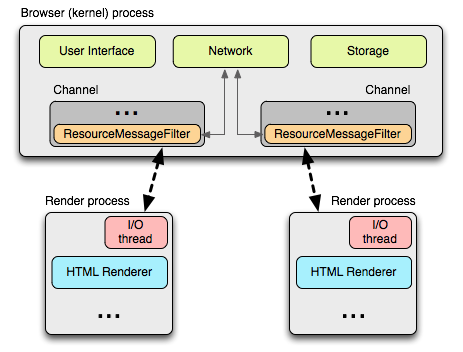 Browser (kernel) process
User Interface
Network
Storage
Channel
Channel
...
...
ResourceMessageFilter
ResourceMessageFilter
Render process
Render process
I/O
thread
I/O
thread
HTML Renderer
HTML Renderer
...
...